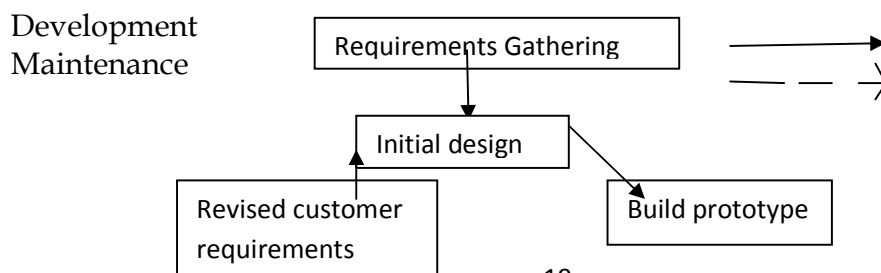 Development
Maintenance
Requirements Gathering
Initial design
Revised customer
requirements
Build prototype